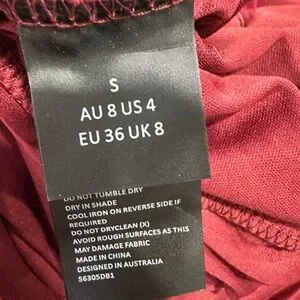 S
AU 8 US 4
EU 36 UK 8
DO NOT TUMBLE DRY
DRY IN SHADE
COOL IRON ON REVERSE SIDE IF
REQUIRED
DO NOT DRYCLEAN (X)
AVOID ROUGH SURFACES AS THIS
MAY DAMAGE FABRIC
MADE IN CHINA
DESIGNED IN AUSTRALIA
56305DB1